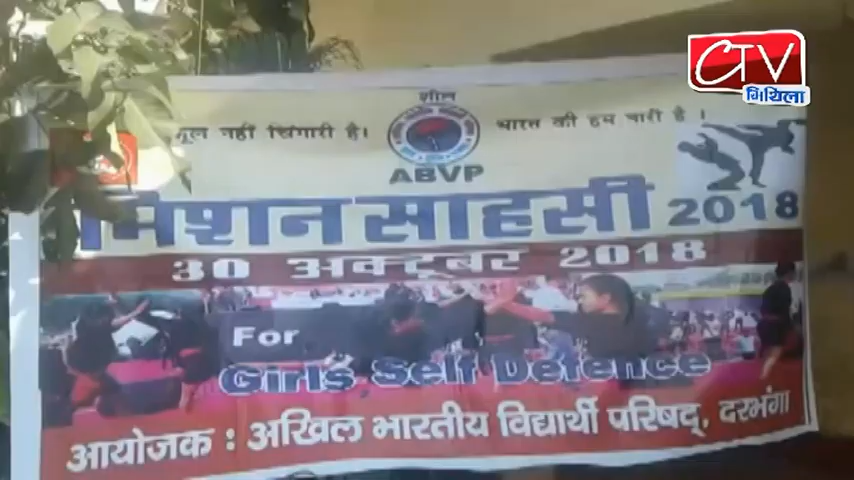 CTV
मिथिला
शील
फूल नहीं चिंगारी है।
भारत की हम नारी है ।
ABVP
मिशन साहसी 2018
30 अक्टूबर 2018
For
Girls Self Defence
आयोजक : अखिल भारतीय विद्यार्थी परिषद्, दरभंगा